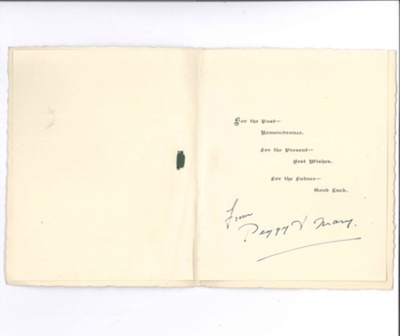 For the Past—
Remembrance.
For the Present—
Best Wishes.
For the Future—
Good Luck.
from
Peggy & Mary.